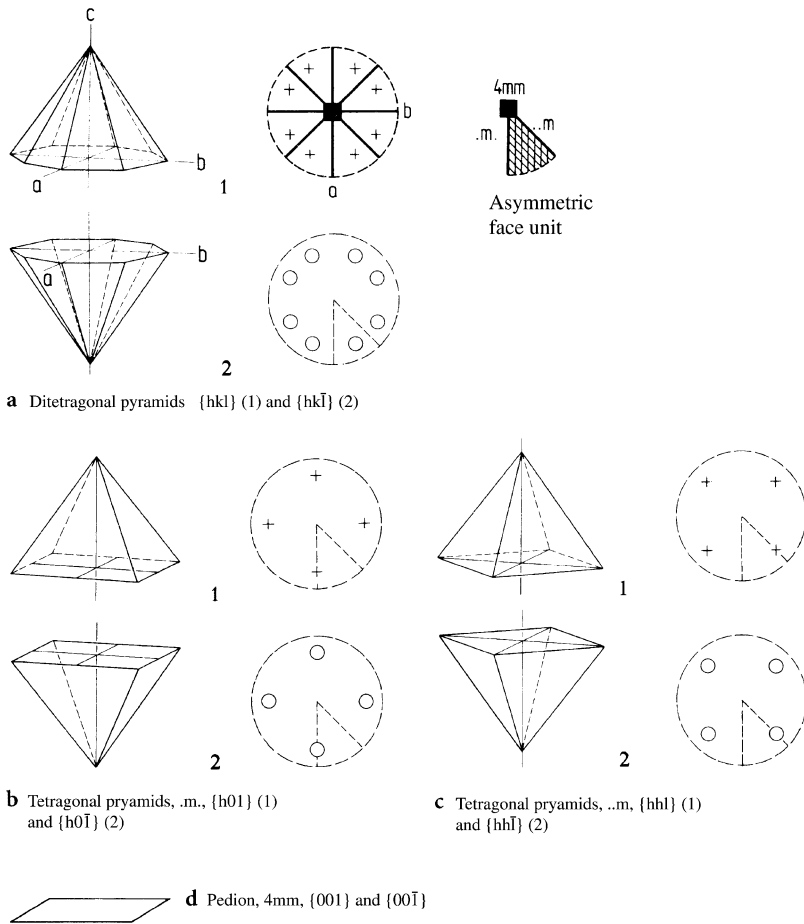 c
b
a
1
b
a
4mm
.m.
..m
Asymmetric
face unit
b
a
2
a Ditetragonal pyramids {hkl} (1) and {hkl̄} (2)
1
1
2
2
b Tetragonal pryamids, .m., {h01} (1)
and {h01̄} (2)
c Tetragonal pryamids, ..m, {hhl} (1)
and {hhl̄} (2)
d Pedion, 4mm, {001} and {001̄}